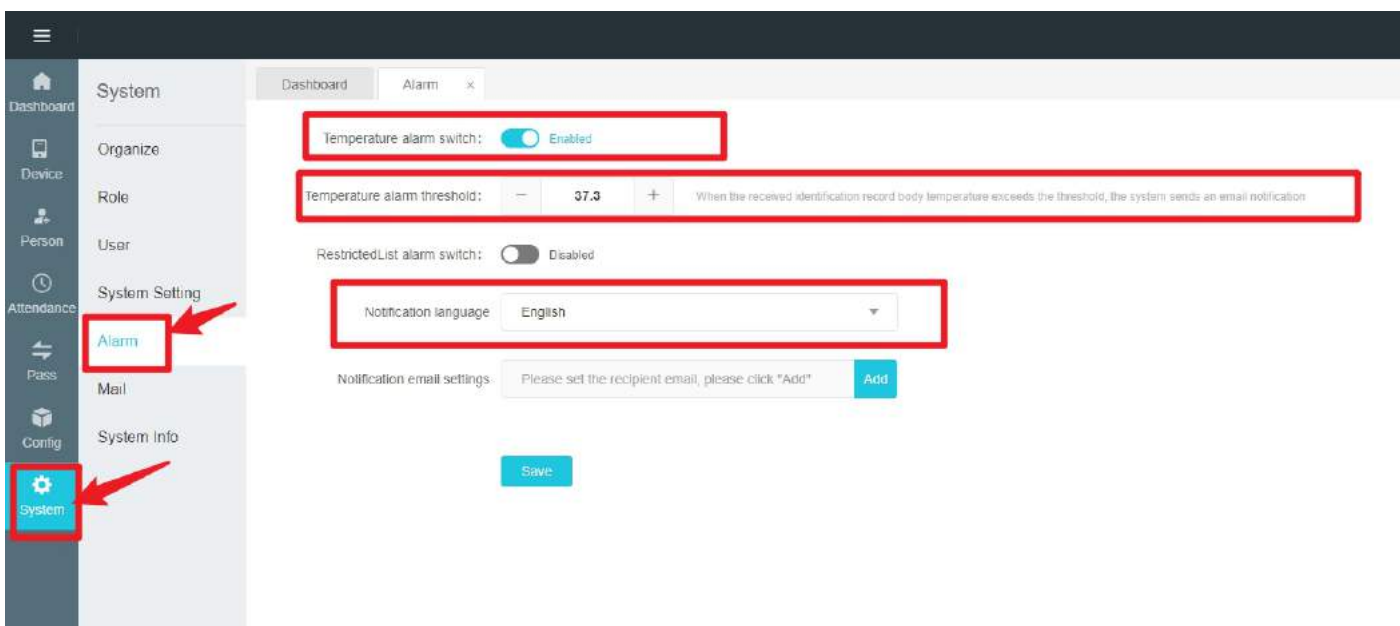 Dashboard
Device
Person
Attendance
Pass
Config
System
System
Organize
Role
User
System Setting
Alarm
Mail
System Info
Dashboard
Alarm ×
Temperature alarm switch: Enabled
Temperature alarm threshold: − 37.3 + When the received identification record body temperature exceeds the threshold, the system sends an email notification
RestrictedList alarm switch: Disabled
Notification language English
Notification email settings Please set the recipient email, please click "Add" Add
Save